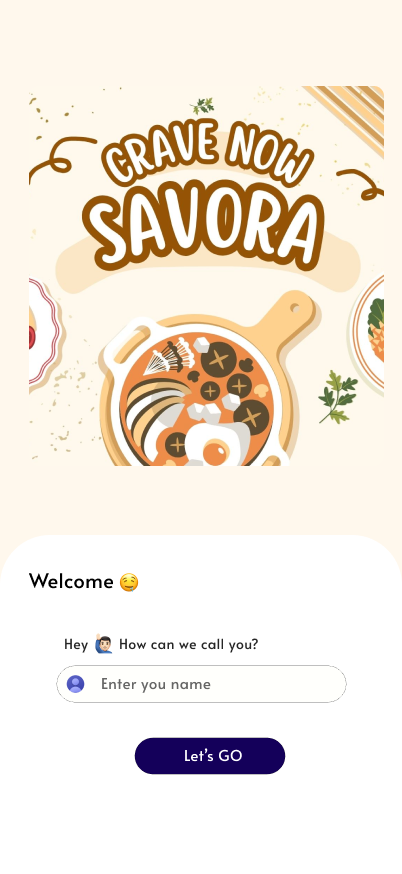 CRAVE NOW
SAVORA
Welcome 🤤
Hey 🙋🏻‍♂️ How can we call you?
Enter you name
Let's GO